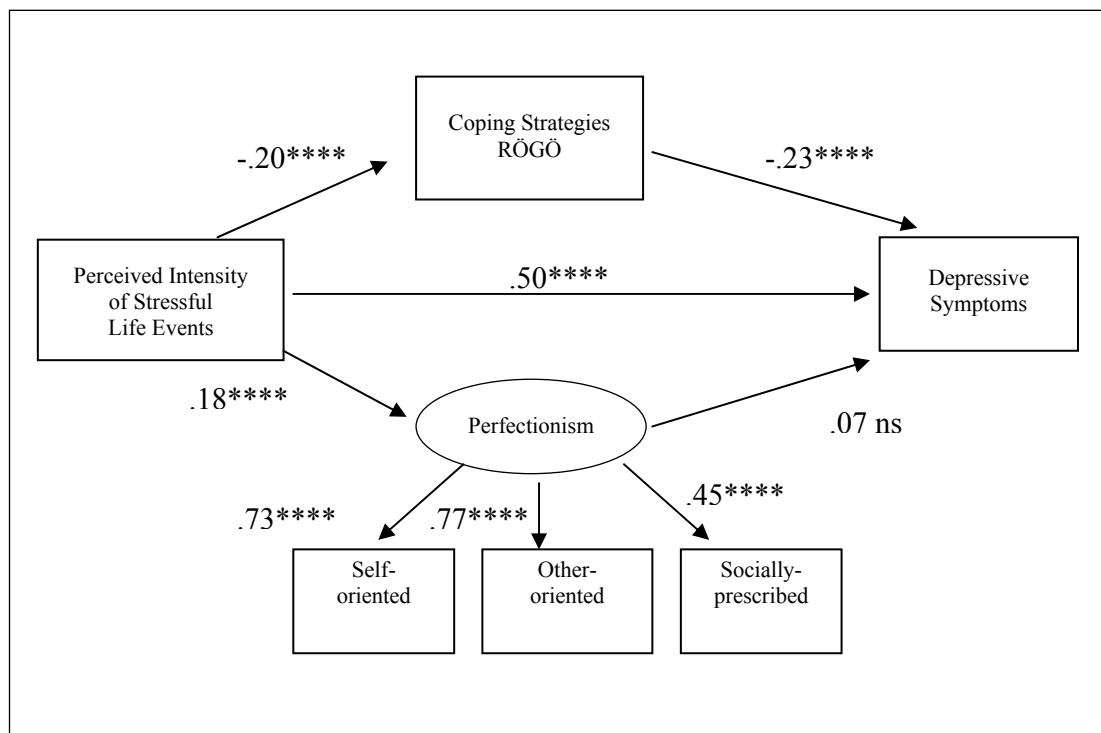 Coping Strategies
RÖGÖ
-.20****
-.23****
Perceived Intensity
of Stressful
Life Events
.50****
Depressive
Symptoms
.18****
Perfectionism
.07 ns
.73****
.77****
.45****
Self-
oriented
Other-
oriented
Socially-
prescribed